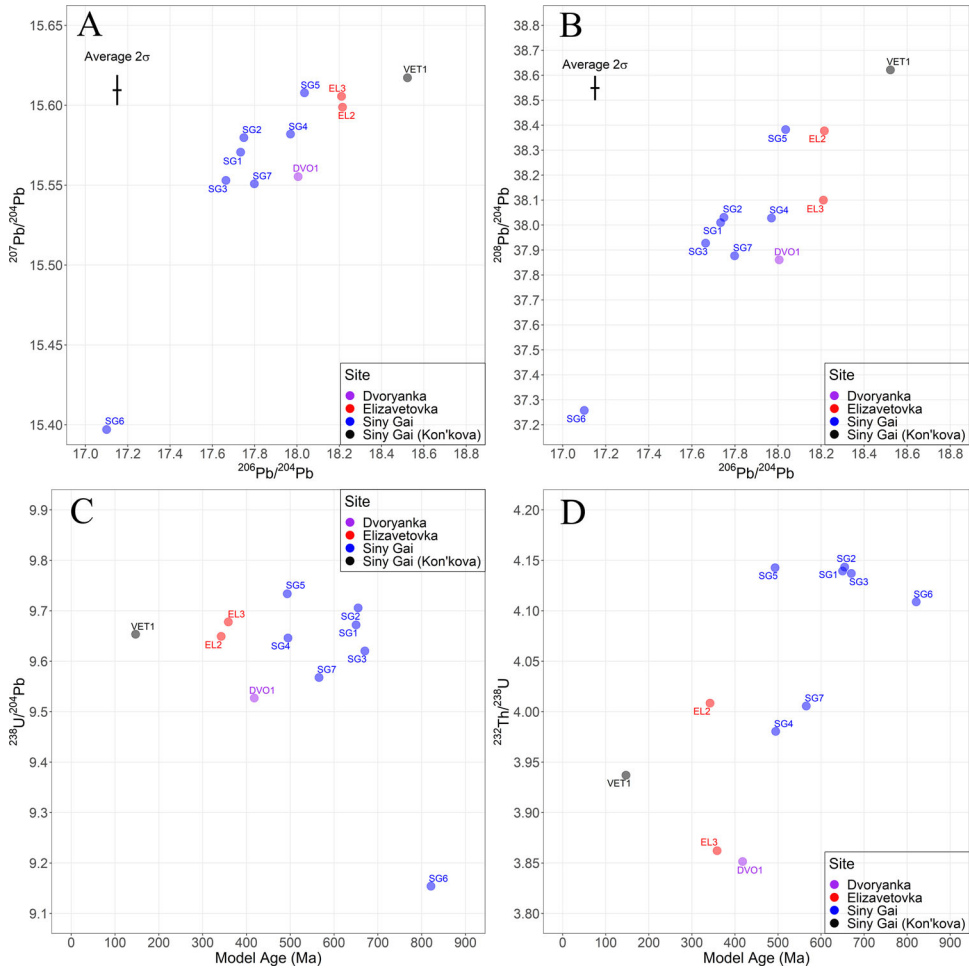 A
15.65
15.60
15.55
15.50
15.45
15.40
²⁰⁷Pb/²⁰⁴Pb
Average 2σ
VET1
SG5
EL3
EL2
SG2
SG4
SG1
DVO1
SG3
SG7
SG6
Site
Dvoryanka
Elizavetovka
Siny Gai
Siny Gai (Kon'kova)
17.0 17.2 17.4 17.6 17.8 18.0 18.2 18.4 18.6 18.8
²⁰⁶Pb/²⁰⁴Pb
B
38.8
38.7
38.6
38.5
38.4
38.3
38.2
38.1
38.0
37.9
37.8
37.7
37.6
37.5
37.4
37.3
37.2
²⁰⁸Pb/²⁰⁴Pb
Average 2σ
VET1
SG5
EL2
EL3
SG2
SG4
SG1
SG3
SG7
DVO1
SG6
Site
Dvoryanka
Elizavetovka
Siny Gai
Siny Gai (Kon'kova)
17.0 17.2 17.4 17.6 17.8 18.0 18.2 18.4 18.6 18.8
²⁰⁶Pb/²⁰⁴Pb
C
9.9
9.8
9.7
9.6
9.5
9.4
9.3
9.2
9.1
²³⁸U/²⁰⁴Pb
Site
Dvoryanka
Elizavetovka
Siny Gai
Siny Gai (Kon'kova)
SG5
EL3
SG2
VET1
EL2
SG4
SG1
SG3
SG7
DVO1
SG6
0 100 200 300 400 500 600 700 800 900
Model Age (Ma)
D
4.20
4.15
4.10
4.05
4.00
3.95
3.90
3.85
3.80
²³²Th/²³⁸U
SG2
SG5
SG1
SG3
SG6
EL2
SG7
SG4
VET1
EL3
DVO1
Site
Dvoryanka
Elizavetovka
Siny Gai
Siny Gai (Kon'kova)
0 100 200 300 400 500 600 700 800 900
Model Age (Ma)